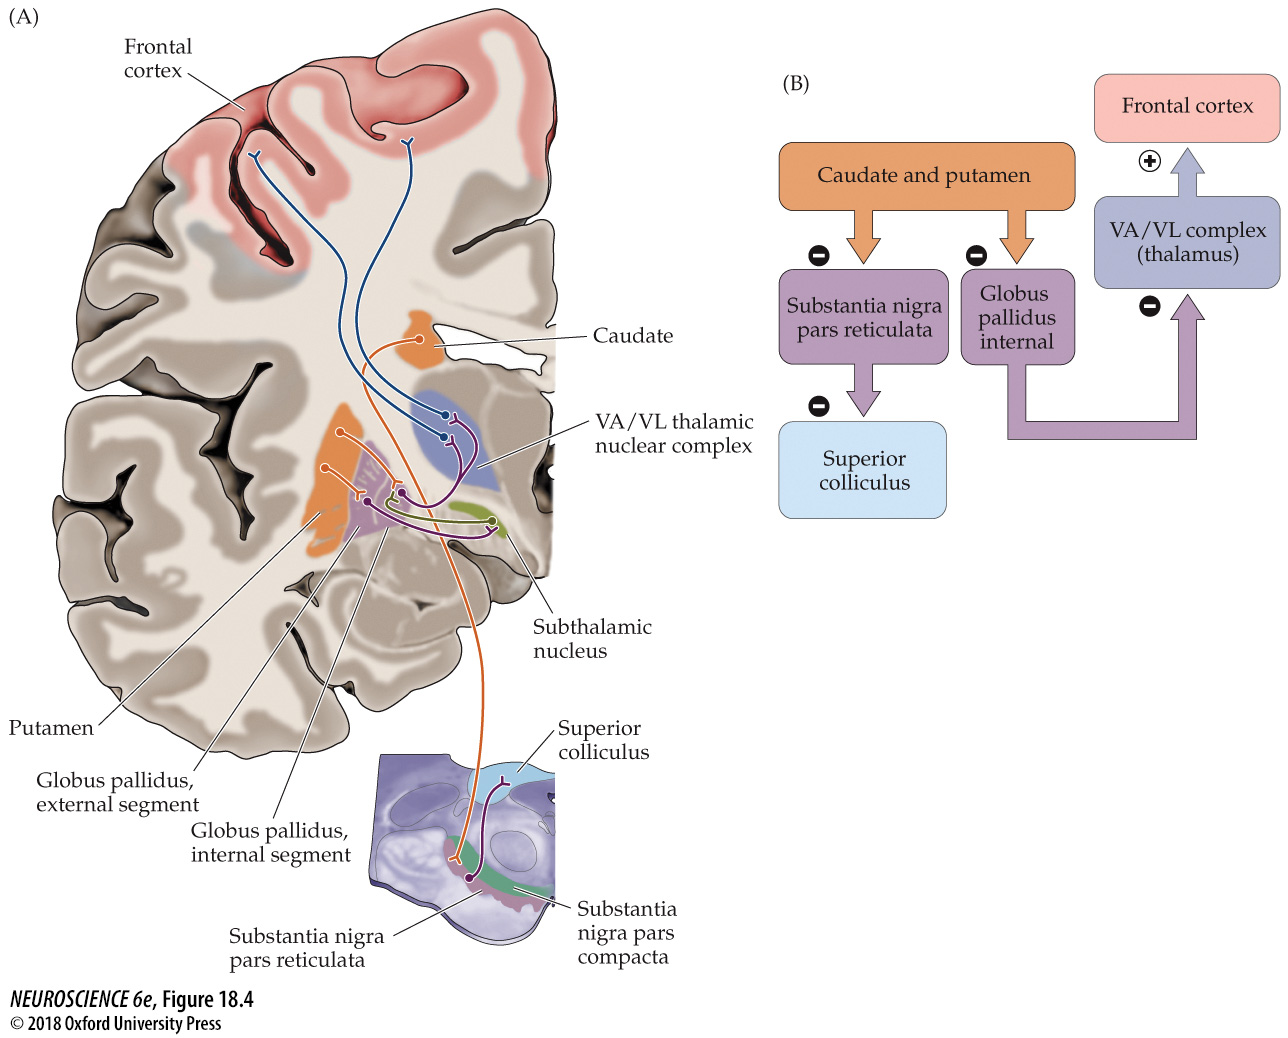 (A)
Frontal
cortex
Caudate
VA/VL thalamic
nuclear complex
Subthalamic
nucleus
Putamen
Globus pallidus,
external segment
Globus pallidus,
internal segment
Superior
colliculus
Substantia nigra
pars reticulata
Substantia
nigra pars
compacta
(B)
Frontal cortex
+
Caudate and putamen
VA/VL complex
(thalamus)
−
−
−
Substantia nigra
pars reticulata
Globus
pallidus
internal
−
Superior
colliculus
NEUROSCIENCE 6e, Figure 18.4
© 2018 Oxford University Press